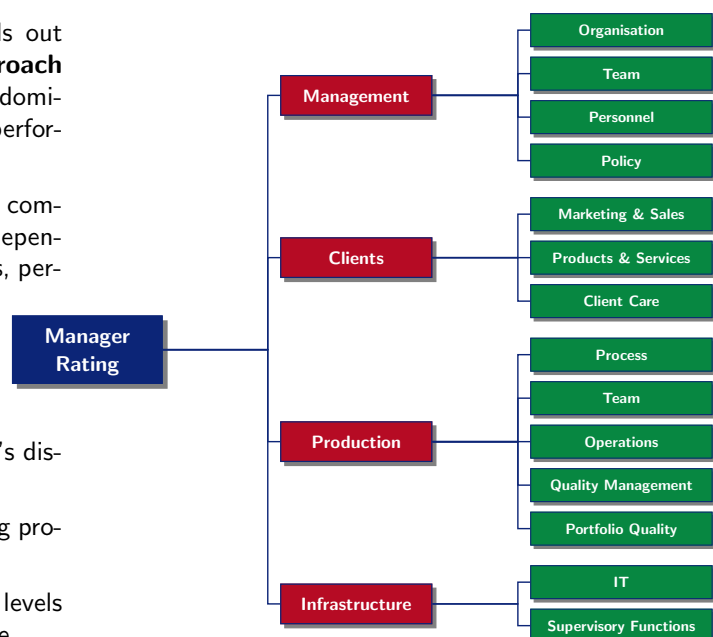 ls out
roach
domi-
erfor-
com-
epen-
s, per-
's dis-
g pro-
levels
Manager
Rating
Management
Organisation
Team
Personnel
Policy
Clients
Marketing & Sales
Products & Services
Client Care
Production
Process
Team
Operations
Quality Management
Portfolio Quality
Infrastructure
IT
Supervisory Functions